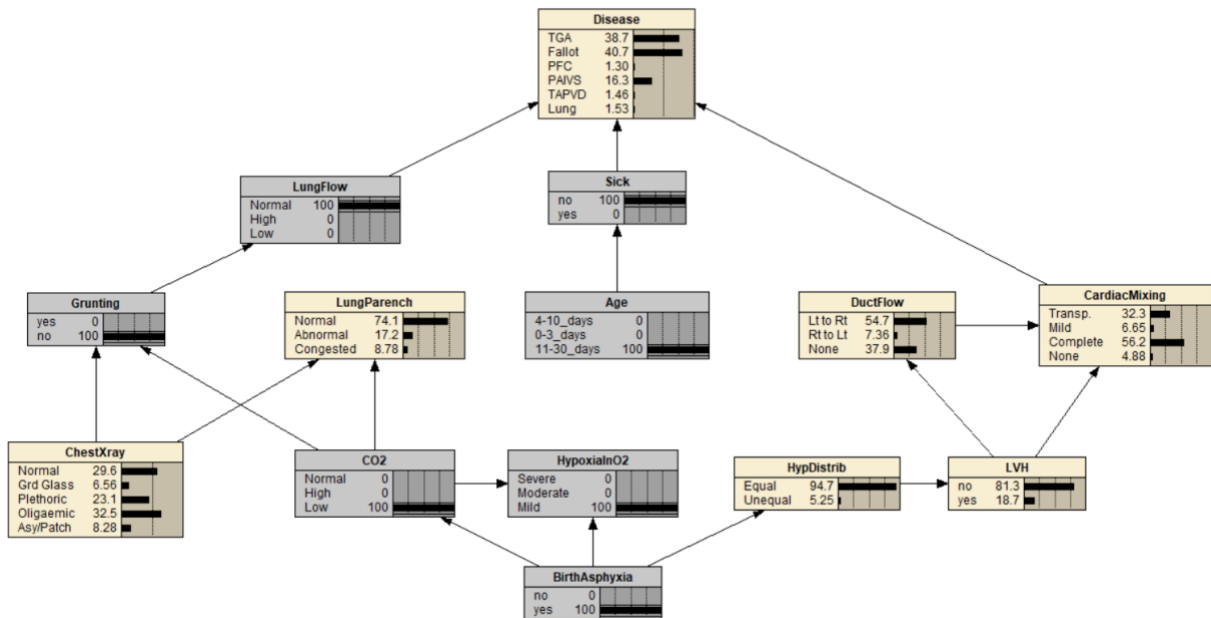 Disease
TGA 38.7
Fallot 40.7
PFC 1.30
PAIVS 16.3
TAPVD 1.46
Lung 1.53
LungFlow
Normal 100
High 0
Low 0
Sick
no 100
yes 0
Grunting
yes 0
no 100
LungParench
Normal 74.1
Abnormal 17.2
Congested 8.78
Age
4-10_days 0
0-3_days 0
11-30_days 100
DuctFlow
Lt to Rt 54.7
Rt to Lt 7.36
None 37.9
CardiacMixing
Transp. 32.3
Mild 6.65
Complete 56.2
None 4.88
ChestXray
Normal 29.6
Grd Glass 6.56
Plethoric 23.1
Oligaemic 32.5
Asy/Patch 8.28
CO2
Normal 0
High 0
Low 100
HypoxiaInO2
Severe 0
Moderate 0
Mild 100
HypDistrib
Equal 94.7
Unequal 5.25
LVH
no 81.3
yes 18.7
BirthAsphyxia
no 0
yes 100